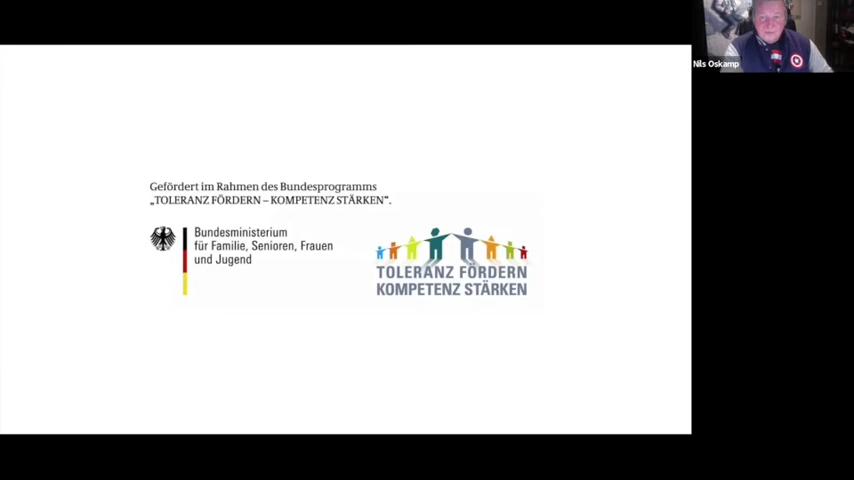 Nils Oskamp
Gefördert im Rahmen des Bundesprogramms
„TOLERANZ FÖRDERN – KOMPETENZ STÄRKEN“.
Bundesministerium
für Familie, Senioren, Frauen
und Jugend
TOLERANZ FÖRDERN
KOMPETENZ STÄRKEN